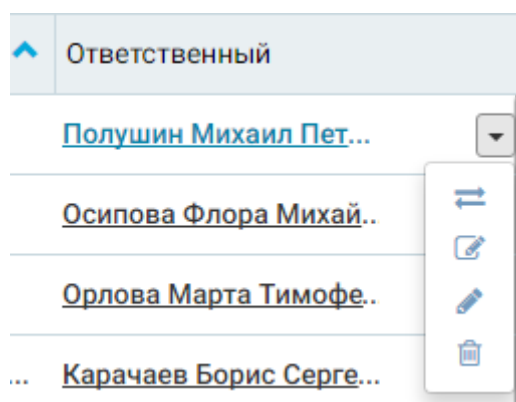 Ответственный
Полушин Михаил Пет...
Осипова Флора Михай..
Орлова Марта Тимофе..
... Карачаев Борис Серге...